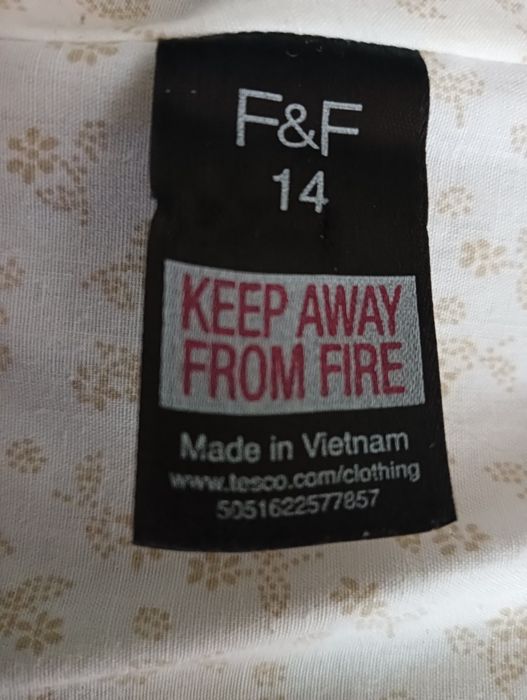 F&F
14
KEEP AWAY
FROM FIRE
Made in Vietnam
www.tesco.com/clothing
5051622577857